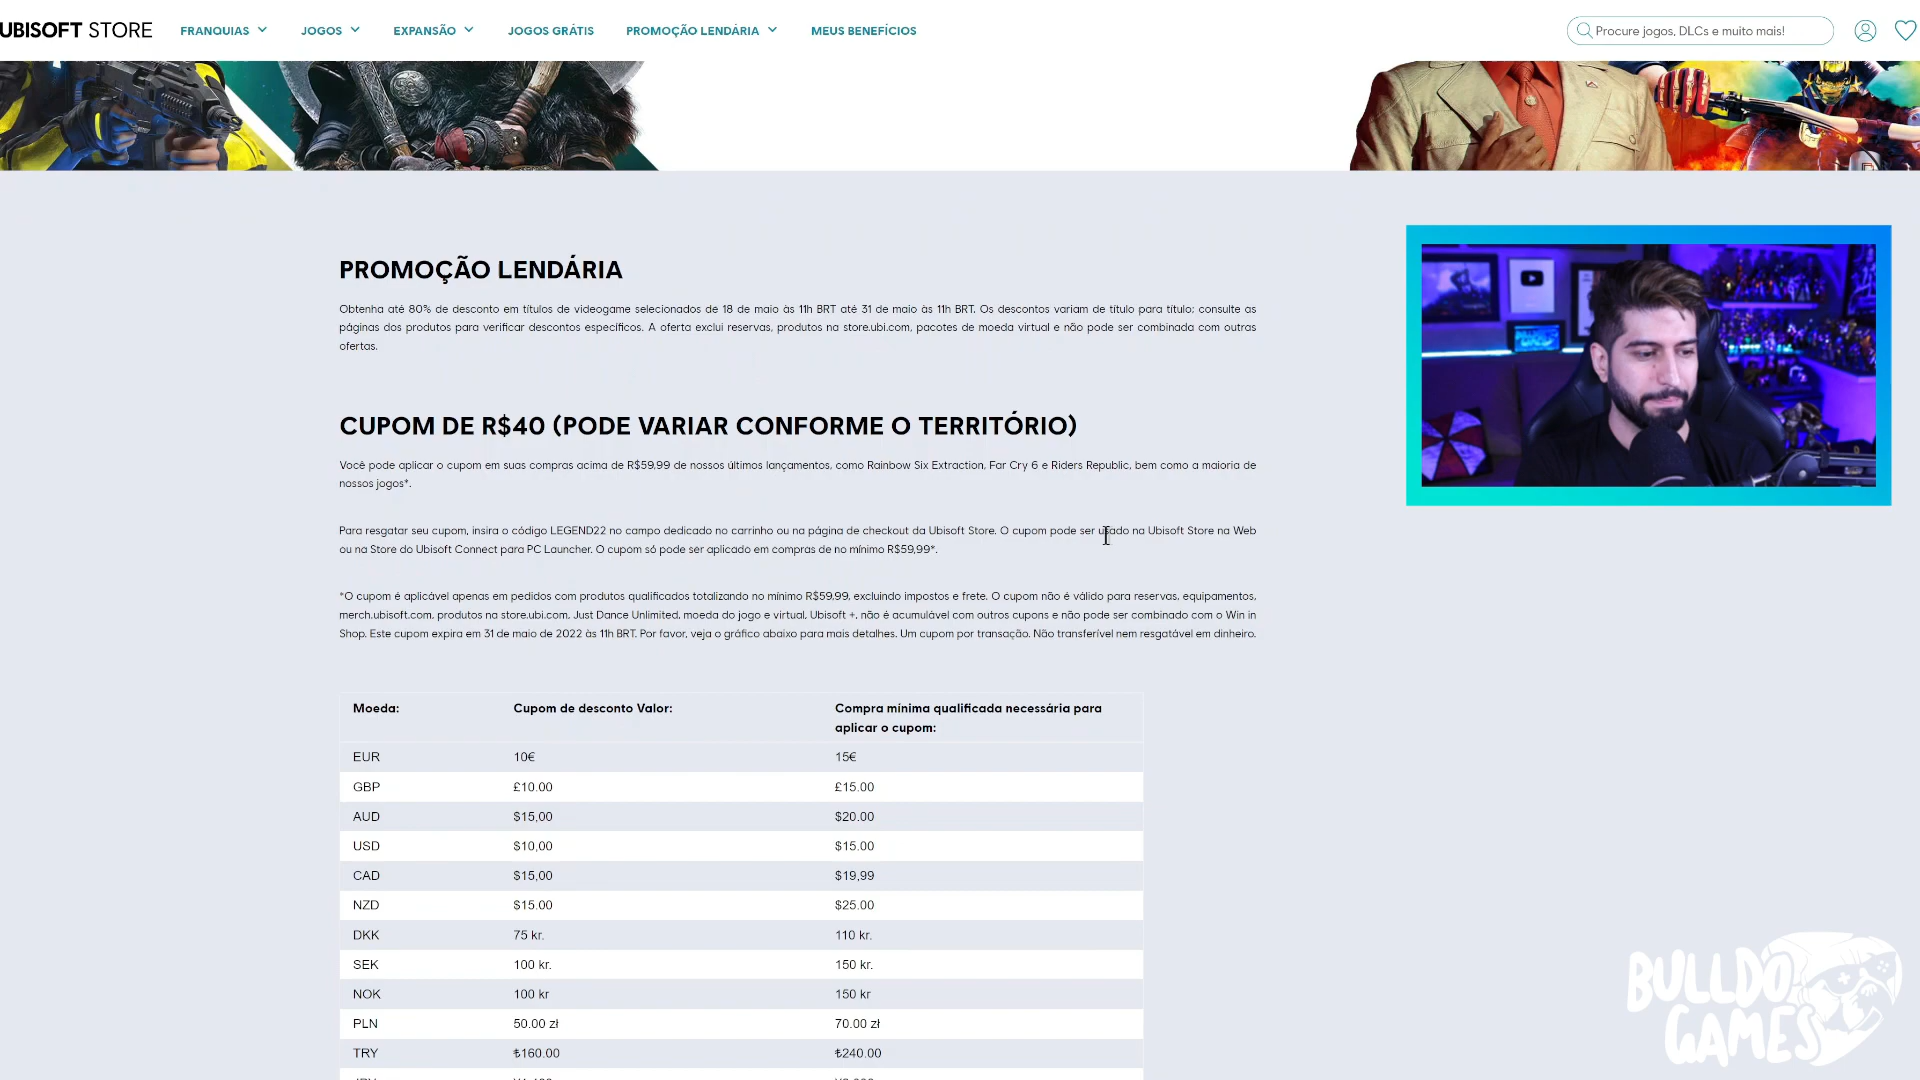 UBISOFT STORE
FRANQUIAS
JOGOS
EXPANSÃO
JOGOS GRÁTIS
PROMOÇÃO LENDÁRIA
MEUS BENEFÍCIOS
Procure jogos, DLCs e muito mais!
PROMOÇÃO LENDÁRIA
Obtenha até 80% de desconto em títulos de videogame selecionados de 18 de maio às 11h BRT até 31 de maio às 11h BRT. Os descontos variam de título para título; consulte as
páginas dos produtos para verificar descontos específicos. A oferta exclui reservas, produtos na store.ubi.com, pacotes de moeda virtual e não pode ser combinada com outras
ofertas.
CUPOM DE R$40 (PODE VARIAR CONFORME O TERRITÓRIO)
Você pode aplicar o cupom em suas compras acima de R$59,99 de nossos últimos lançamentos, como Rainbow Six Extraction, Far Cry 6 e Riders Republic, bem como a maioria de
nossos jogos*.
Para resgatar seu cupom, insira o código LEGEND22 no campo dedicado no carrinho ou na página de checkout da Ubisoft Store. O cupom pode ser usado na Ubisoft Store na Web
ou na Store do Ubisoft Connect para PC Launcher. O cupom só pode ser aplicado em compras de no mínimo R$59,99*.
*O cupom é aplicável apenas em pedidos com produtos qualificados totalizando no mínimo R$59,99, excluindo impostos e frete. O cupom não é válido para reservas, equipamentos,
merch.ubisoft.com, produtos na store.ubi.com, Just Dance Unlimited, moeda do jogo e virtual, Ubisoft +, não é acumulável com outros cupons e não pode ser combinado com o Win in
Shop. Este cupom expira em 31 de maio de 2022 às 11h BRT. Por favor, veja o gráfico abaixo para mais detalhes. Um cupom por transação. Não transferível nem resgatável em dinheiro.
Moeda: Cupom de desconto Valor: Compra mínima qualificada necessária para
aplicar o cupom:
EUR 10€ 15€
GBP £10.00 £15.00
AUD $15,00 $20.00
USD $10,00 $15.00
CAD $15,00 $19,99
NZD $15.00 $25.00
DKK 75 kr. 110 kr.
SEK 100 kr. 150 kr.
NOK 100 kr 150 kr
PLN 50.00 zł 70.00 zł
TRY ₺160.00 ₺240.00
BULLDO
GAMES